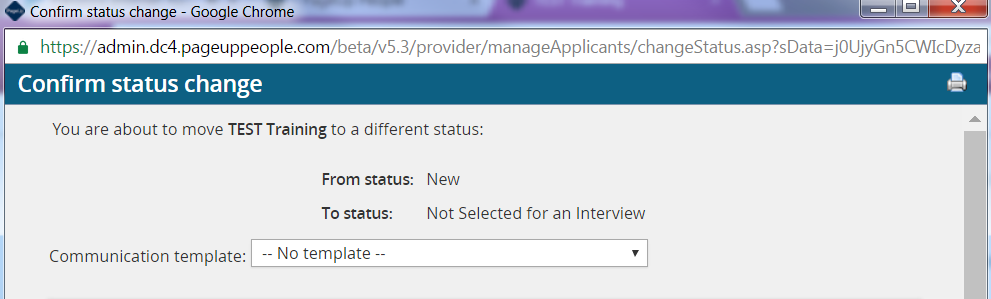 Confirm status change - Google Chrome
https://admin.dc4.pageuppeople.com/beta/v5.3/provider/manageApplicants/changeStatus.asp?sData=j0UjyGn5CWIcDyza
Confirm status change
You are about to move TEST Training to a different status:
From status: New
To status: Not Selected for an Interview
Communication template: -- No template --